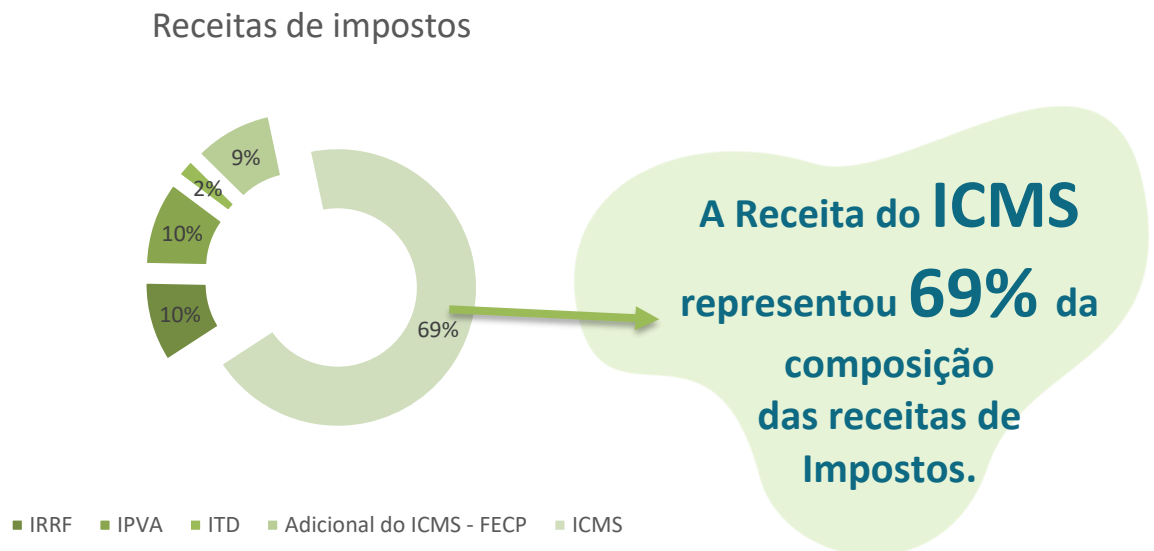 Receitas de impostos
9%
2%
10%
10%
69%
A Receita do ICMS
representou 69% da
composição
das receitas de
Impostos.
IRRF IPVA ITD Adicional do ICMS - FECP ICMS